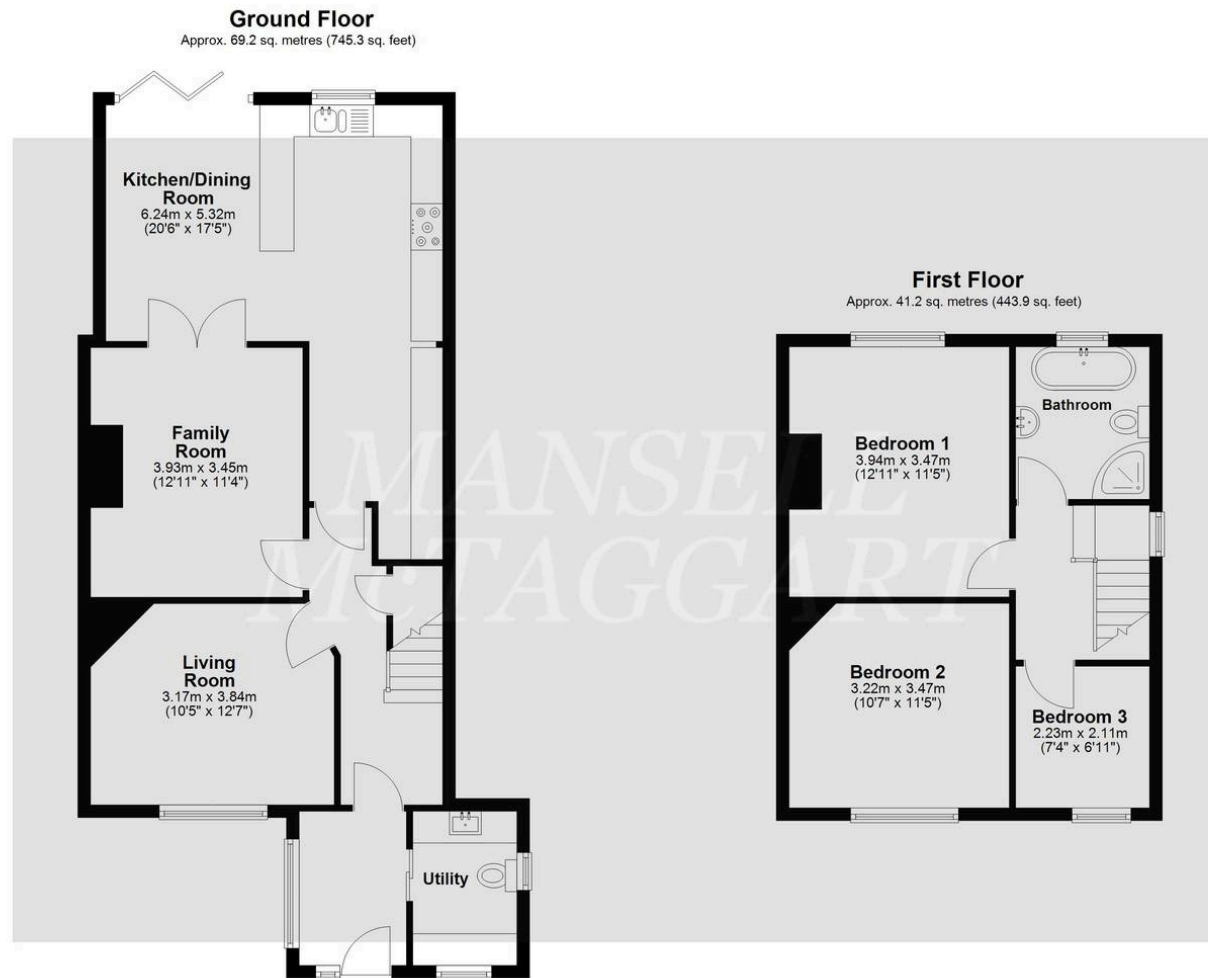 Ground Floor
Approx. 69.2 sq. metres (745.3 sq. feet)
Kitchen/Dining
Room
6.24m x 5.32m
(20'6" x 17'5")
Family
Room
3.93m x 3.45m
(12'11" x 11'4")
Living
Room
3.17m x 3.84m
(10'5" x 12'7")
Utility
First Floor
Approx. 41.2 sq. metres (443.9 sq. feet)
Bedroom 1
3.94m x 3.47m
(12'11" x 11'5")
Bathroom
Bedroom 2
3.22m x 3.47m
(10'7" x 11'5")
Bedroom 3
2.23m x 2.11m
(7'4" x 6'11")
MANSELL
McTAGGART